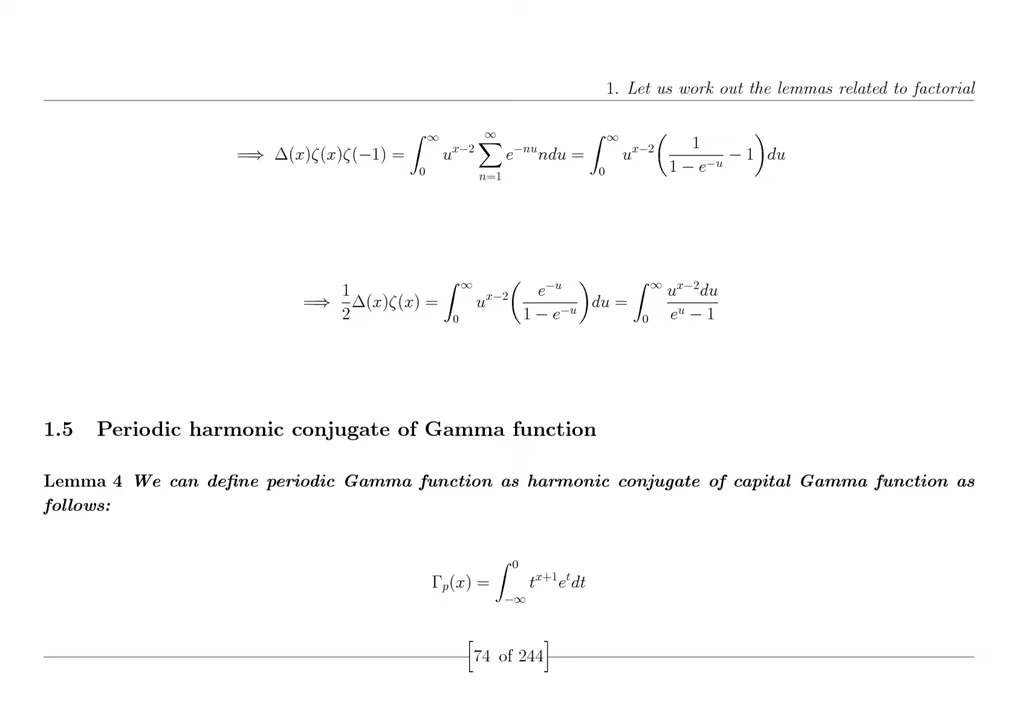 1. Let us work out the lemmas related to factorial
⟹ Δ(x)ζ(x)ζ(−1) = ∫_0^∞ u^{x−2} ∑_{n=1}^∞ e^{−nu} ndu = ∫_0^∞ u^{x−2} ( 1/(1 − e^{−u}) − 1 ) du
⟹ 1/2 Δ(x)ζ(x) = ∫_0^∞ u^{x−2} ( e^{−u}/(1 − e^{−u}) ) du = ∫_0^∞ u^{x−2}du/(e^u − 1)
1.5 Periodic harmonic conjugate of Gamma function
Lemma 4 We can define periodic Gamma function as harmonic conjugate of capital Gamma function as
follows:
Γ_p(x) = ∫_{−∞}^0 t^{x+1} e^t dt
[74 of 244]